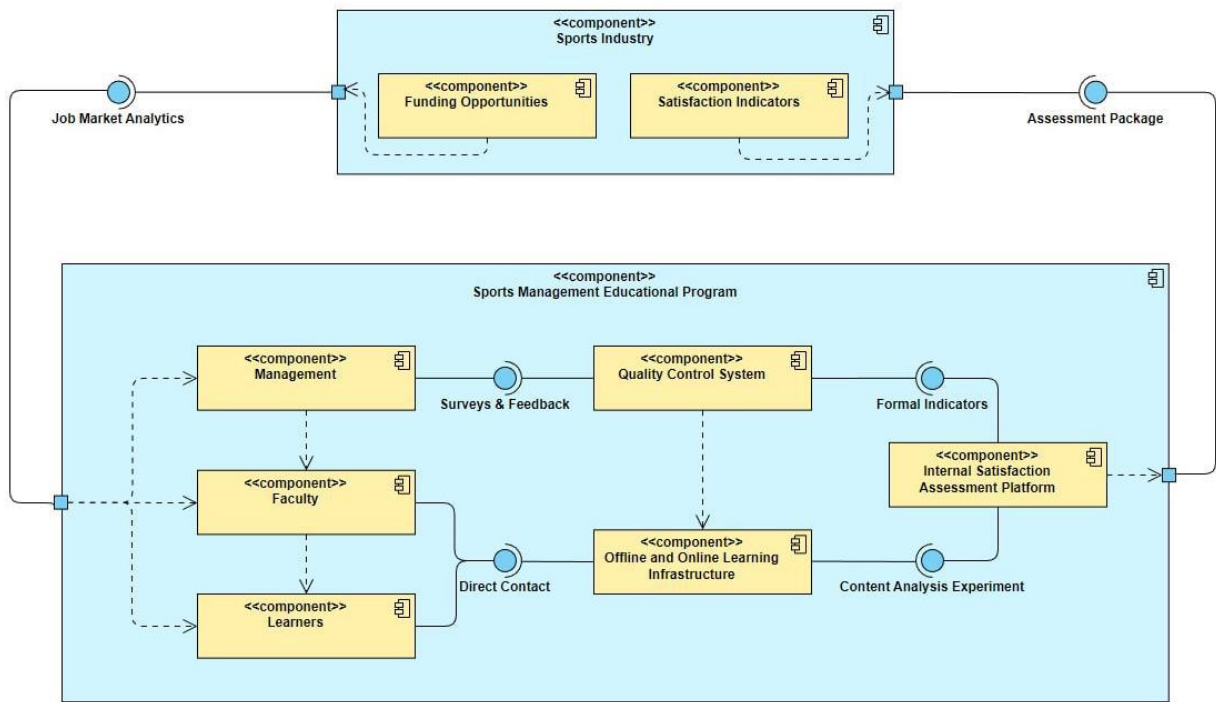 <<component>>
Sports Industry
<<component>>
Funding Opportunities
<<component>>
Satisfaction Indicators
Job Market Analytics
Assessment Package
<<component>>
Sports Management Educational Program
<<component>>
Management
Surveys & Feedback
<<component>>
Quality Control System
Formal Indicators
<<component>>
Internal Satisfaction
Assessment Platform
<<component>>
Faculty
Direct Contact
<<component>>
Offline and Online Learning
Infrastructure
Content Analysis Experiment
<<component>>
Learners